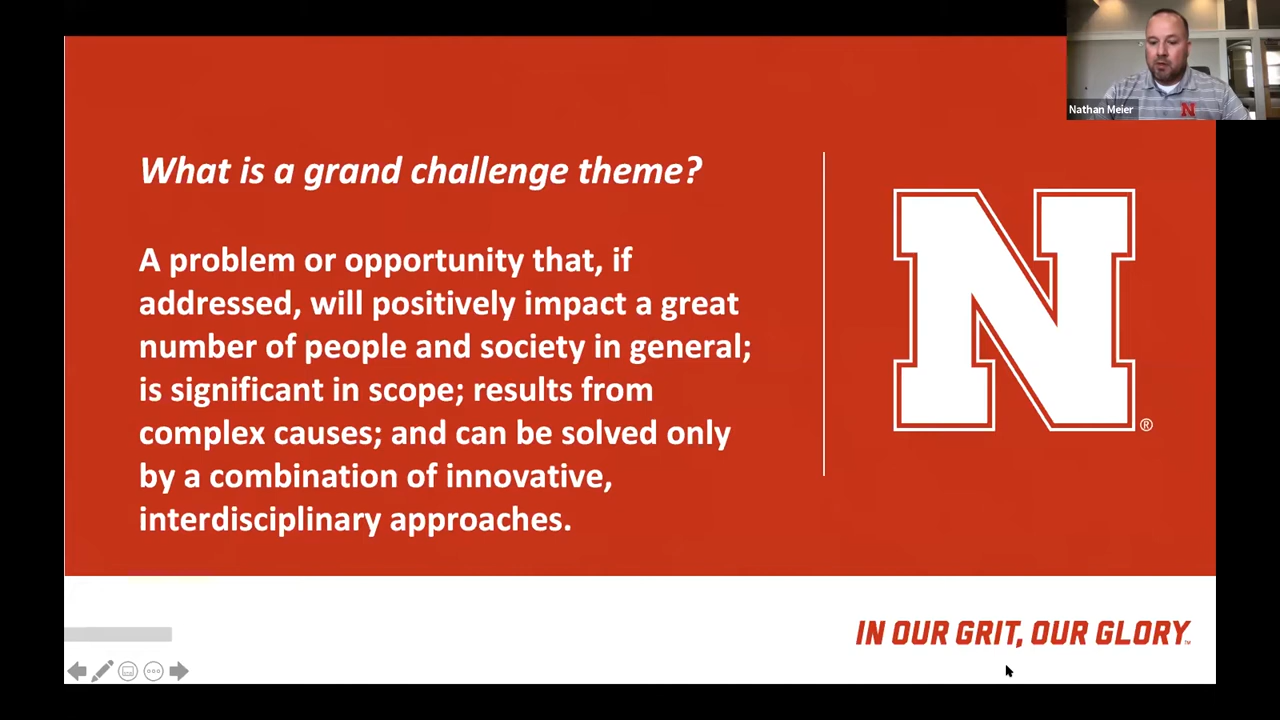 Nathan Meier
N
What is a grand challenge theme?
A problem or opportunity that, if
addressed, will positively impact a great
number of people and society in general;
is significant in scope; results from
complex causes; and can be solved only
by a combination of innovative,
interdisciplinary approaches.
N®
IN OUR GRIT, OUR GLORY™